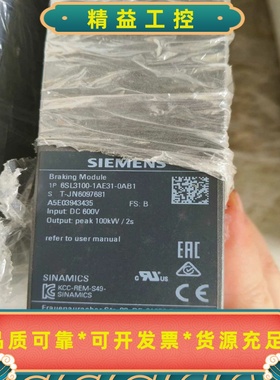 精益工控
SIEMENS
Braking Module
1P 6SL3100-1AE31-0AB1
S T-JN6097681
A5E03943435 FS: B
Input: DC 600V
Output: peak 100kW / 2s
refer to user manual
EAC
UL
US
SINAMICS
KCC-REM-S49-
SINAMICS
品质可靠*可开发票*货源充足